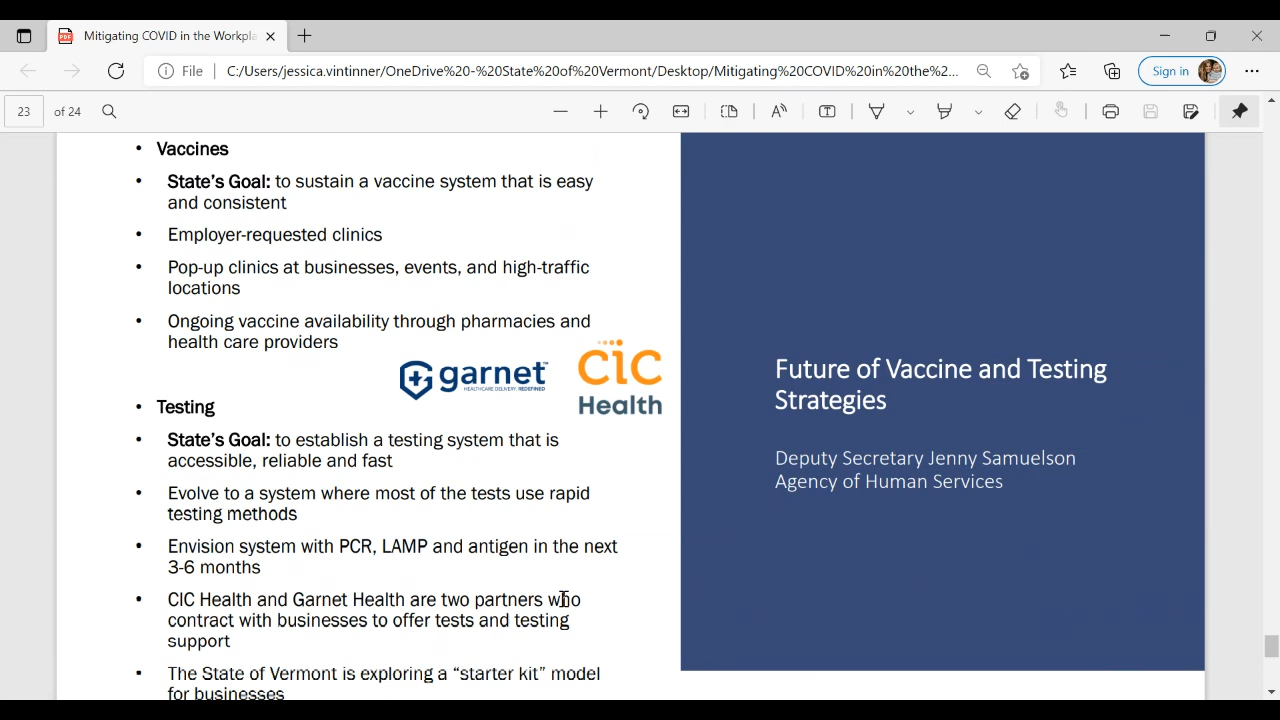 Mitigating COVID in the Workpla
File
C:/Users/jessica.vintinner/OneDrive%20-%20State%20of%20Vermont/Desktop/Mitigating%20COVID%20in%20the%2...
Sign in
23
of 24
• Vaccines
• State's Goal: to sustain a vaccine system that is easy
and consistent
• Employer-requested clinics
• Pop-up clinics at businesses, events, and high-traffic
locations
• Ongoing vaccine availability through pharmacies and
health care providers
garnet™
HEALTHCARE DELIVERY. REDEFINED
cic
Health
• Testing
• State's Goal: to establish a testing system that is
accessible, reliable and fast
• Evolve to a system where most of the tests use rapid
testing methods
• Envision system with PCR, LAMP and antigen in the next
3-6 months
• CIC Health and Garnet Health are two partners who
contract with businesses to offer tests and testing
support
• The State of Vermont is exploring a “starter kit” model
for businesses
Future of Vaccine and Testing
Strategies
Deputy Secretary Jenny Samuelson
Agency of Human Services